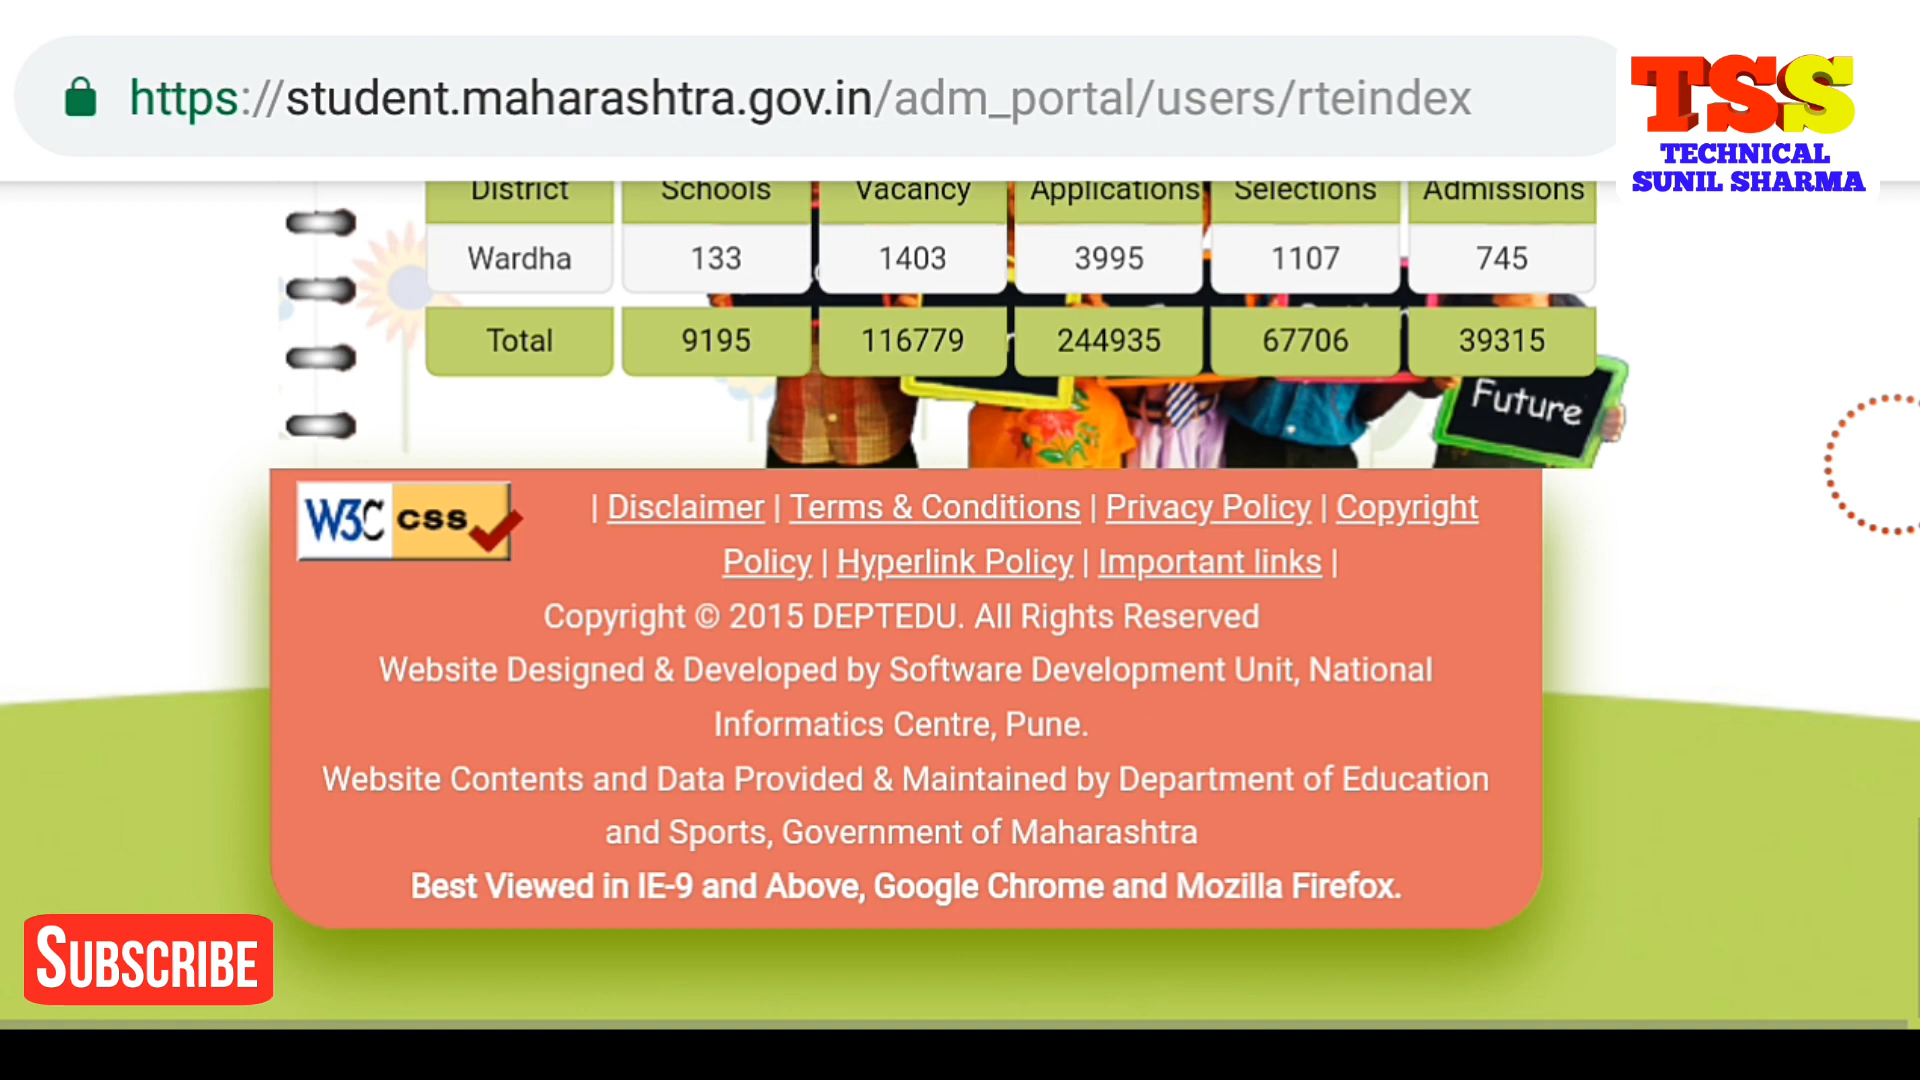 https://student.maharashtra.gov.in/adm_portal/users/rteindex
TSS
TECHNICAL
SUNIL SHARMA
District Schools Vacancy Applications Selections Admissions
Wardha 133 1403 3995 1107 745
Total 9195 116779 244935 67706 39315
Future
W3C css
| Disclaimer | Terms & Conditions | Privacy Policy | Copyright
Policy | Hyperlink Policy | Important links |
Copyright © 2015 DEPTEDU. All Rights Reserved
Website Designed & Developed by Software Development Unit, National
Informatics Centre, Pune.
Website Contents and Data Provided & Maintained by Department of Education
and Sports, Government of Maharashtra
Best Viewed in IE-9 and Above, Google Chrome and Mozilla Firefox.
SUBSCRIBE